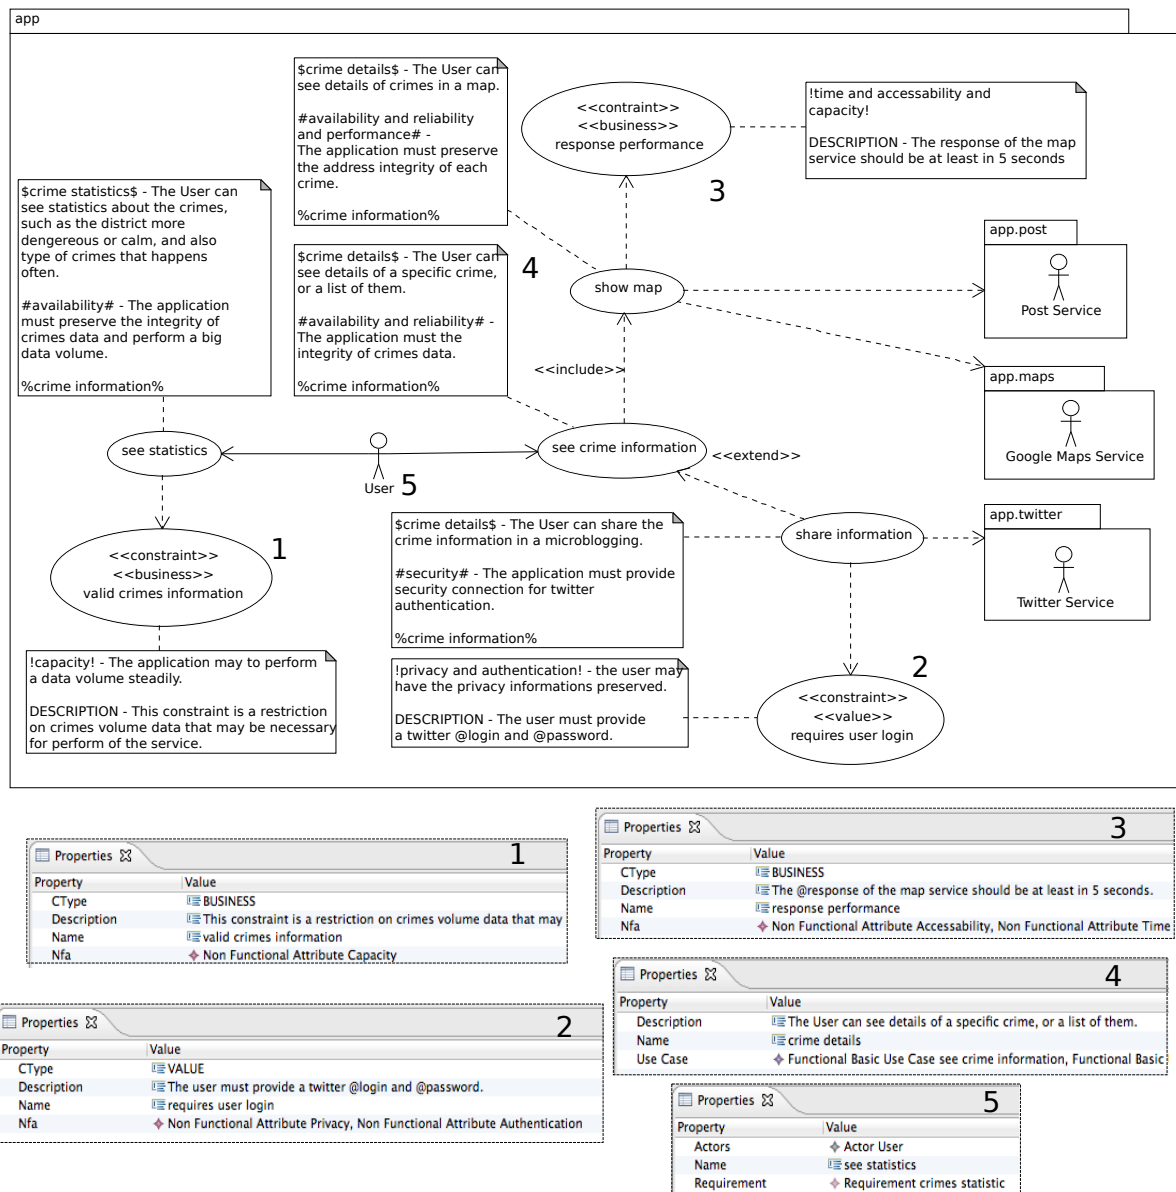 app
$crime details$ - The User can
see details of crimes in a map.
#availability and reliability
and performance# -
The application must preserve
the address integrity of each
crime.
%crime information%
<<contraint>>
<<business>>
response performance
3
!time and accessability and
capacity!
DESCRIPTION - The response of the map
service should be at least in 5 seconds
$crime statistics$ - The User can
see statistics about the crimes,
such as the district more
dengereous or calm, and also
type of crimes that happens
often.
#availability# - The application
must preserve the integrity of
crimes data and perform a big
data volume.
%crime information%
$crime details$ - The User can
see details of a specific crime,
or a list of them.
#availability and reliability# -
The application must the
integrity of crimes data.
%crime information%
4
show map
app.post
Post Service
app.maps
Google Maps Service
<<include>>
see statistics
User
5
see crime information
<<extend>>
app.twitter
Twitter Service
<<constraint>>
<<business>>
valid crimes information
1
$crime details$ - The User can share the
crime information in a microblogging.
#security# - The application must provide
security connection for twitter
authentication.
%crime information%
share information
!capacity! - The application may to perform
a data volume steadily.
DESCRIPTION - This constraint is a restriction
on crimes volume data that may be necessary
for perform of the service.
!privacy and authentication! - the user may
have the privacy informations preserved.
DESCRIPTION - The user must provide
a twitter @login and @password.
2
<<constraint>>
<<value>>
requires user login
Properties
1
Property Value
CType BUSINESS
Description This constraint is a restriction on crimes volume data that may
Name valid crimes information
Nfa Non Functional Attribute Capacity
Properties
3
Property Value
CType BUSINESS
Description The @response of the map service should be at least in 5 seconds.
Name response performance
Nfa Non Functional Attribute Accessability, Non Functional Attribute Time
Properties
2
Property Value
CType VALUE
Description The user must provide a twitter @login and @password.
Name requires user login
Nfa Non Functional Attribute Privacy, Non Functional Attribute Authentication
Properties
4
Property Value
Description The User can see details of a specific crime, or a list of them.
Name crime details
Use Case Functional Basic Use Case see crime information, Functional Basic
Properties
5
Property Value
Actors Actor User
Name see statistics
Requirement Requirement crimes statistic